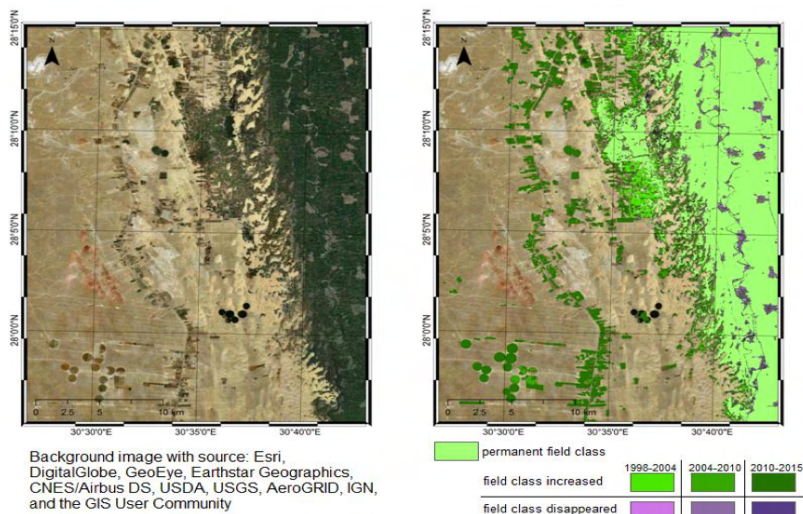 28°15'0"N
28°10'0"N
28°5'0"N
28°0'0"N
N
0 2.5 5 10 km
30°30'0"E 30°35'0"E 30°40'0"E
Background image with source: Esri,
DigitalGlobe, GeoEye, Earthstar Geographics,
CNES/Airbus DS, USDA, USGS, AeroGRID, IGN,
and the GIS User Community
28°15'0"N
28°10'0"N
28°5'0"N
28°0'0"N
N
0 2.5 5 10 km
30°30'0"E 30°35'0"E 30°40'0"E
permanent field class
1998-2004 2004-2010 2010-2015
field class increased
field class disappeared